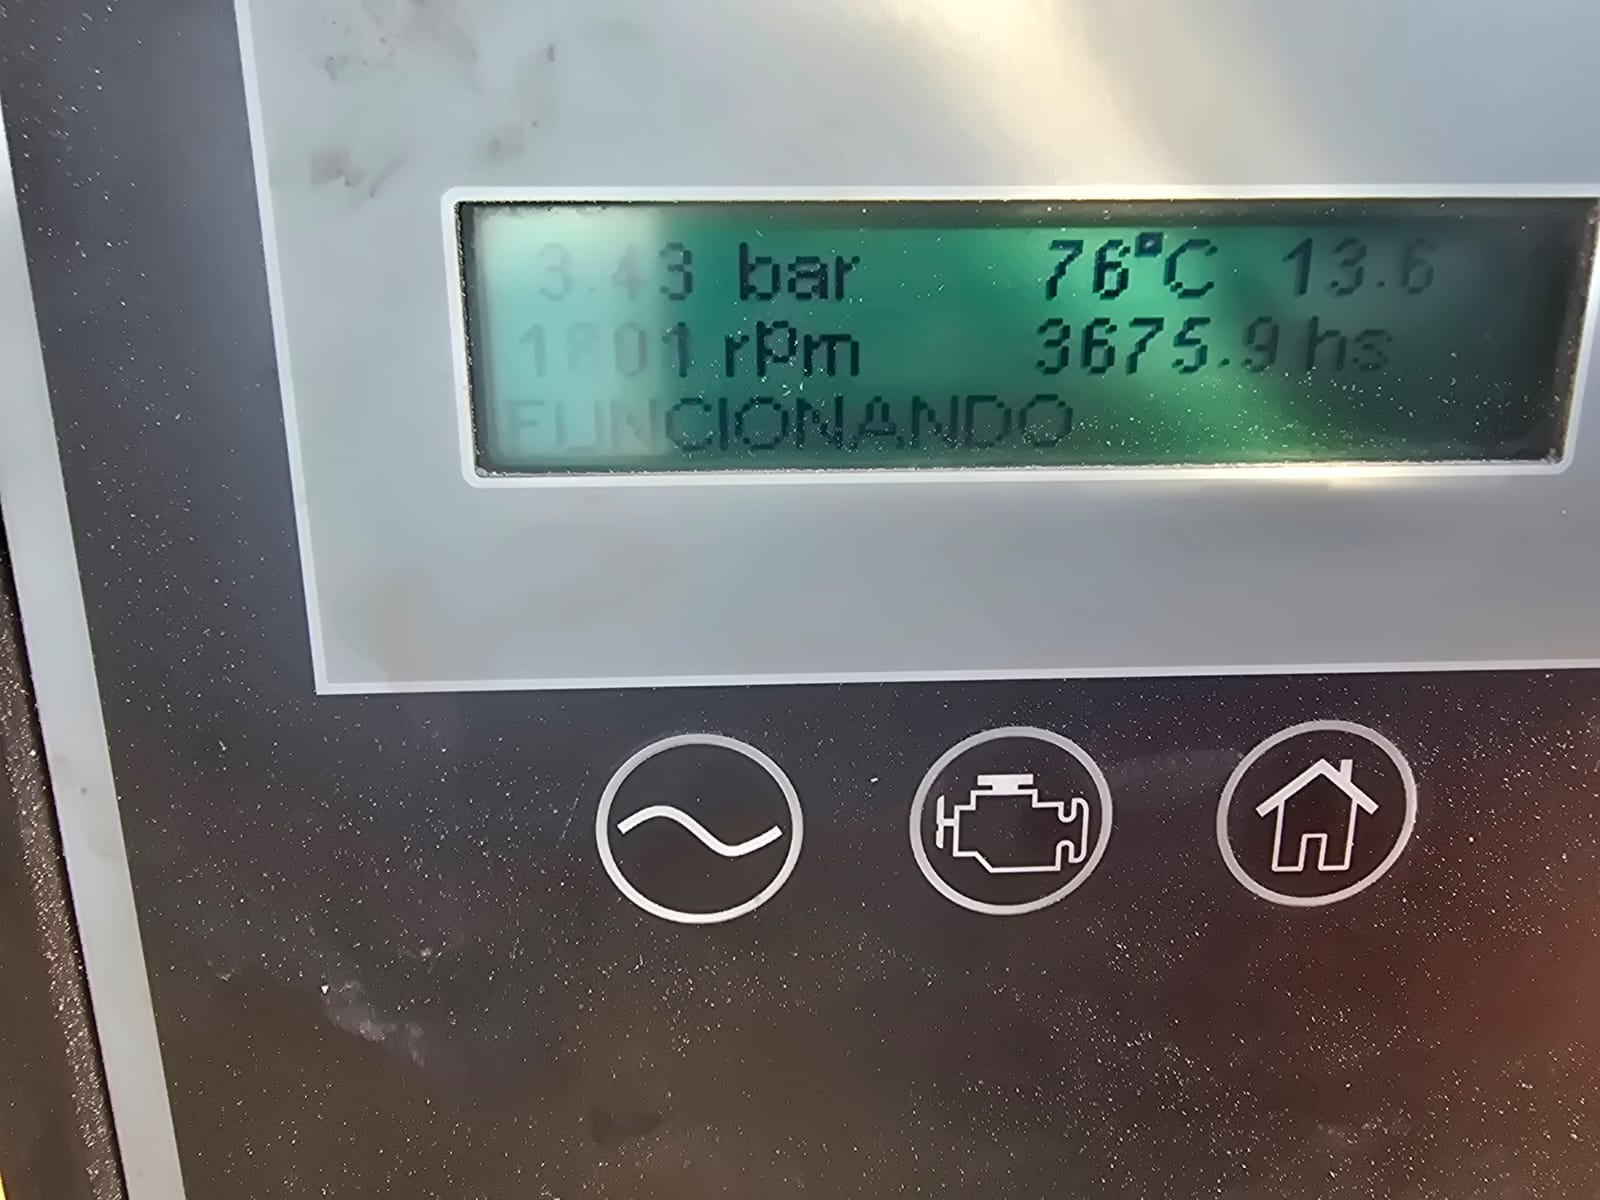 3.43 bar 76°C 13.6
1801 rpm 3675.9 hs
FUNCIONANDO